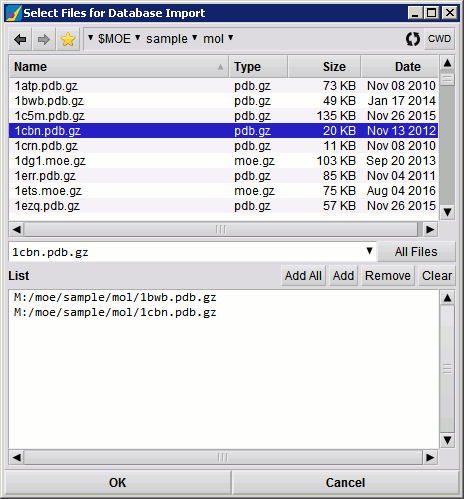 Select Files for Database Import
$MOE sample mol CWD
Name Type Size Date
1atp.pdb.gz pdb.gz 73 KB Nov 08 2010
1bwb.pdb.gz pdb.gz 49 KB Jan 17 2014
1c5m.pdb.gz pdb.gz 135 KB Nov 26 2015
1cbn.pdb.gz pdb.gz 20 KB Nov 13 2012
1crn.pdb.gz pdb.gz 11 KB Nov 08 2010
1dg1.moe.gz moe.gz 103 KB Sep 20 2013
1err.pdb.gz pdb.gz 85 KB Nov 04 2011
1ets.moe.gz moe.gz 75 KB Aug 04 2016
1ezq.pdb.gz pdb.gz 57 KB Nov 26 2015
1cbn.pdb.gz All Files
List Add All Add Remove Clear
M:/moe/sample/mol/1bwb.pdb.gz
M:/moe/sample/mol/1cbn.pdb.gz
OK Cancel